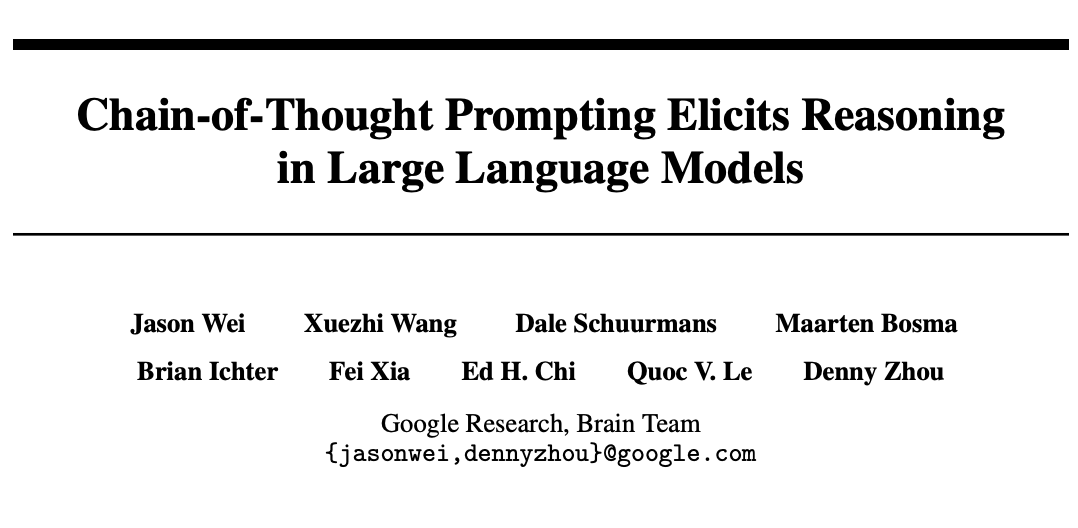 Chain-of-Thought Prompting Elicits Reasoning
in Large Language Models
Jason Wei Xuezhi Wang Dale Schuurmans Maarten Bosma
Brian Ichter Fei Xia Ed H. Chi Quoc V. Le Denny Zhou
Google Research, Brain Team
{jasonwei,dennyzhou}@google.com